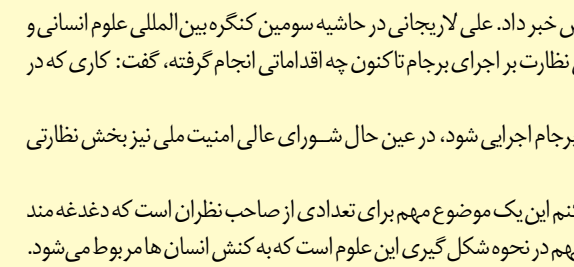 خبر داد. علی لاریجانی در حاشیه سومین کنگره بین‌المللی علوم انسانی و
نظارت بر اجرای برجام تاکنون چه اقداماتی انجام گرفته، گفت: کاری که در
برجام اجرایی شود، در عین حال شـورای عالی امنیت ملی نیز بخش نظارتی
این یک موضوع مهم برای تعدادی از صاحب نظران است که دغدغه مند
در نحوه شکل گیری این علوم است که به کنش انسان ها مربوط می‌شود.